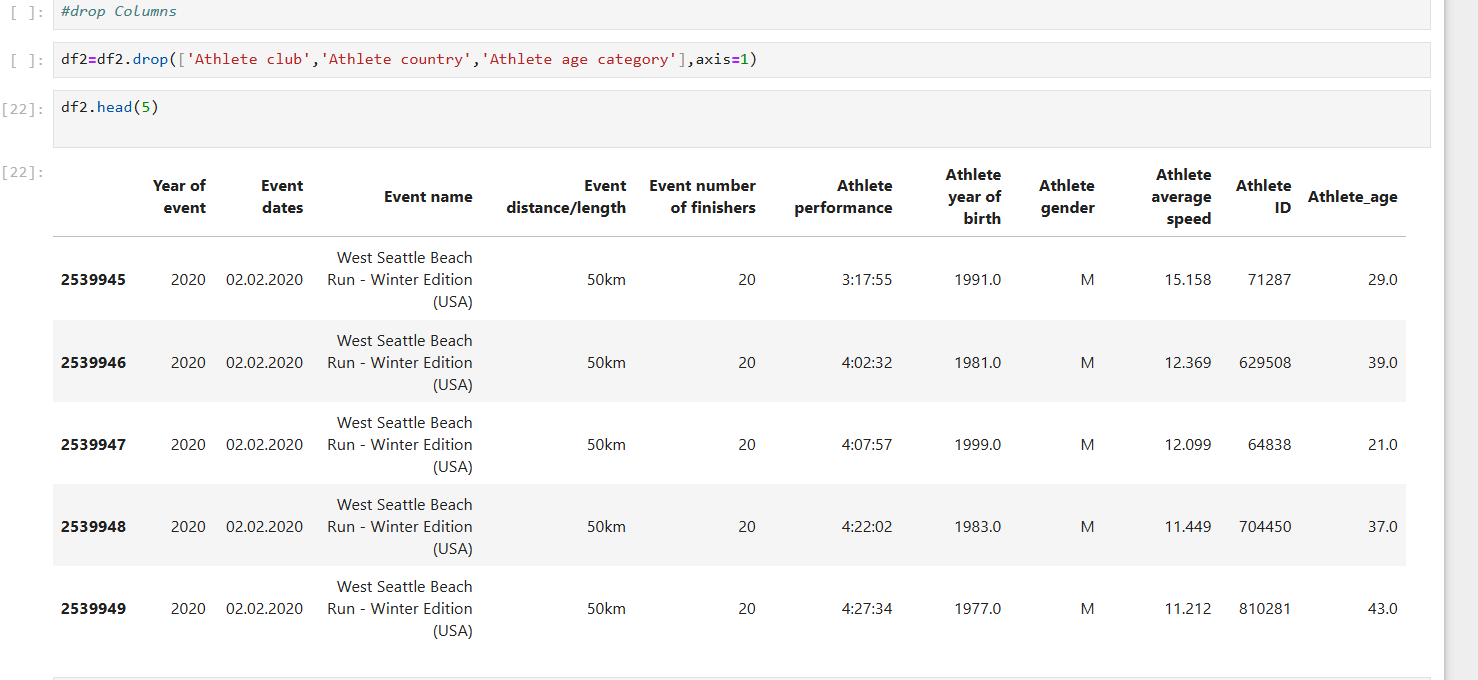 [ ]: #drop Columns
[ ]: df2=df2.drop(['Athlete club','Athlete country','Athlete age category'],axis=1)
[22]: df2.head(5)
[22]:
Year of event Event dates Event name Event distance/length Event number of finishers Athlete performance Athlete year of birth Athlete gender Athlete average speed Athlete ID Athlete_age
2539945 2020 02.02.2020 West Seattle Beach Run - Winter Edition (USA) 50km 20 3:17:55 1991.0 M 15.158 71287 29.0
2539946 2020 02.02.2020 West Seattle Beach Run - Winter Edition (USA) 50km 20 4:02:32 1981.0 M 12.369 629508 39.0
2539947 2020 02.02.2020 West Seattle Beach Run - Winter Edition (USA) 50km 20 4:07:57 1999.0 M 12.099 64838 21.0
2539948 2020 02.02.2020 West Seattle Beach Run - Winter Edition (USA) 50km 20 4:22:02 1983.0 M 11.449 704450 37.0
2539949 2020 02.02.2020 West Seattle Beach Run - Winter Edition (USA) 50km 20 4:27:34 1977.0 M 11.212 810281 43.0